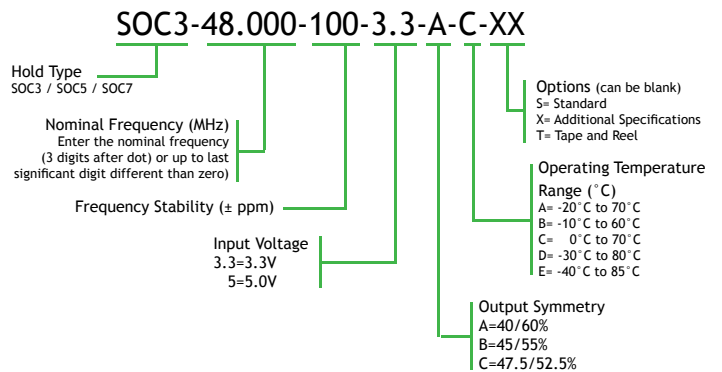 SOC3-48.000-100-3.3-A-C-XX
Hold Type
SOC3 / SOC5 / SOC7
Nominal Frequency (MHz)
Enter the nominal frequency
(3 digits after dot) or up to last
significant digit different than zero)
Frequency Stability (± ppm)
Input Voltage
3.3=3.3V
5=5.0V
Options (can be blank)
S= Standard
X= Additional Specifications
T= Tape and Reel
Operating Temperature
Range (˚C)
A= -20˚C to 70˚C
B= -10˚C to 60˚C
C= 0˚C to 70˚C
D= -30˚C to 80˚C
E= -40˚C to 85˚C
Output Symmetry
A=40/60%
B=45/55%
C=47.5/52.5%